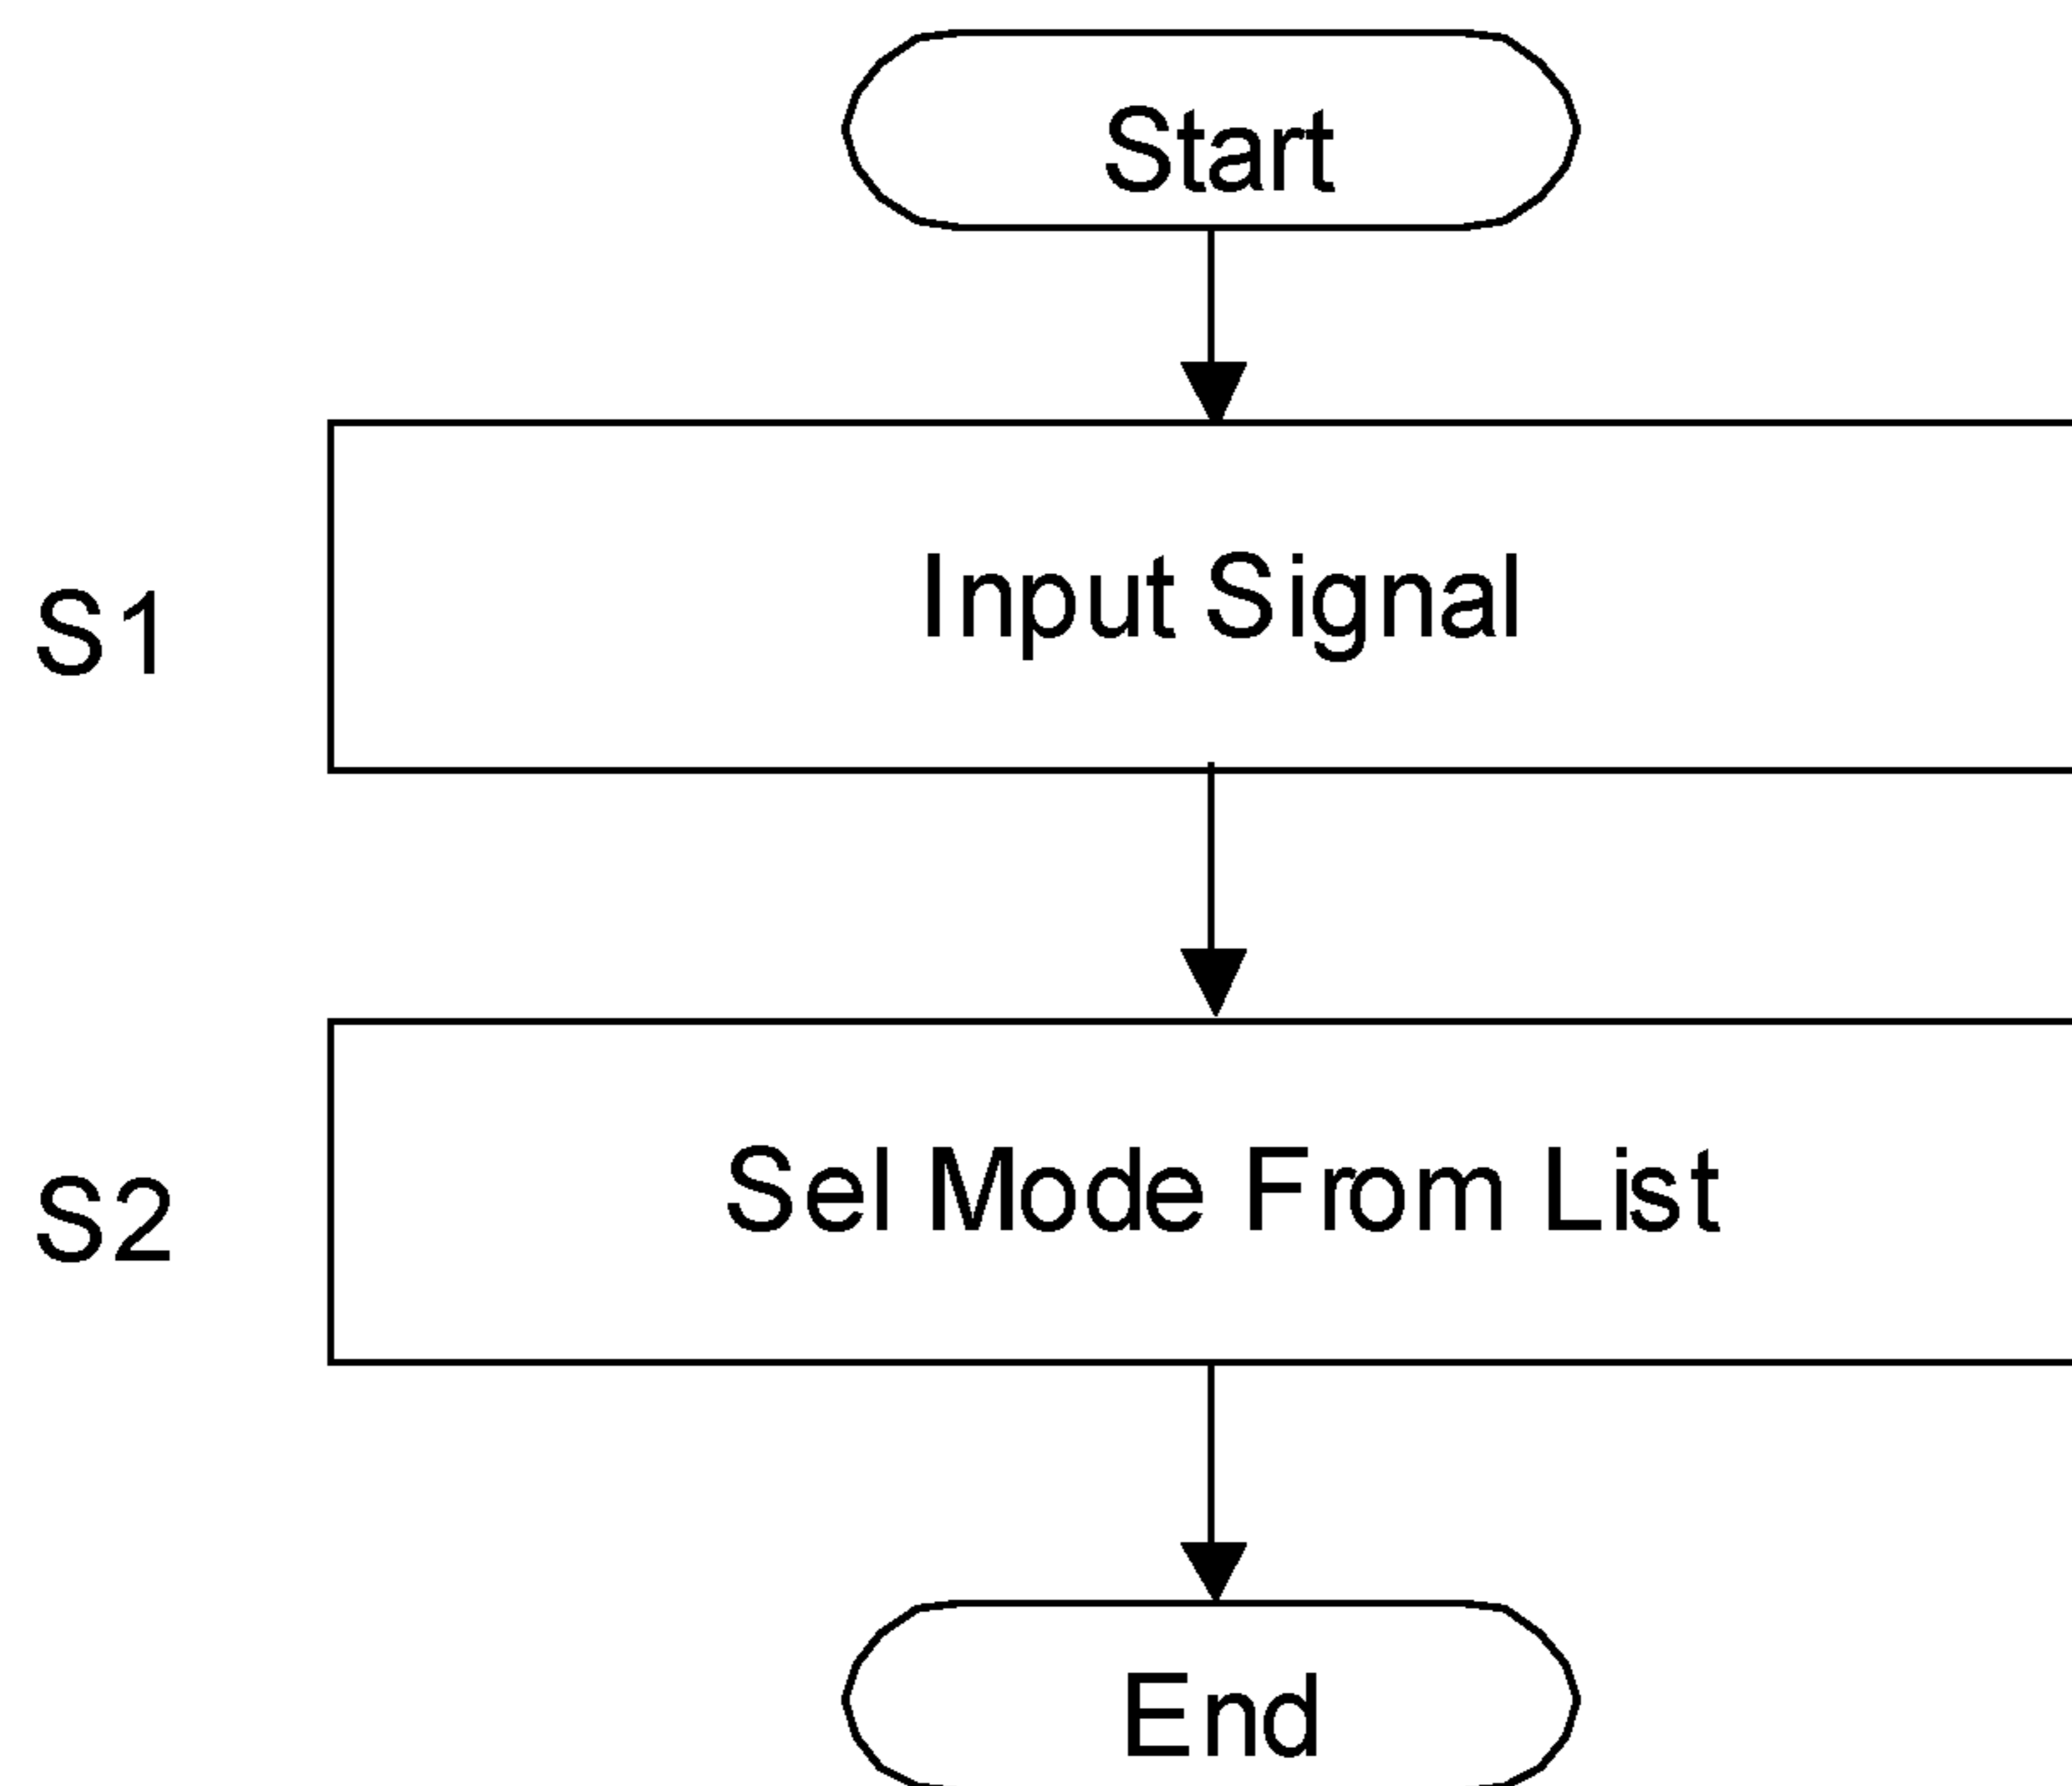 Start
Input Signal
S1
Sel Mode From List
S2
End